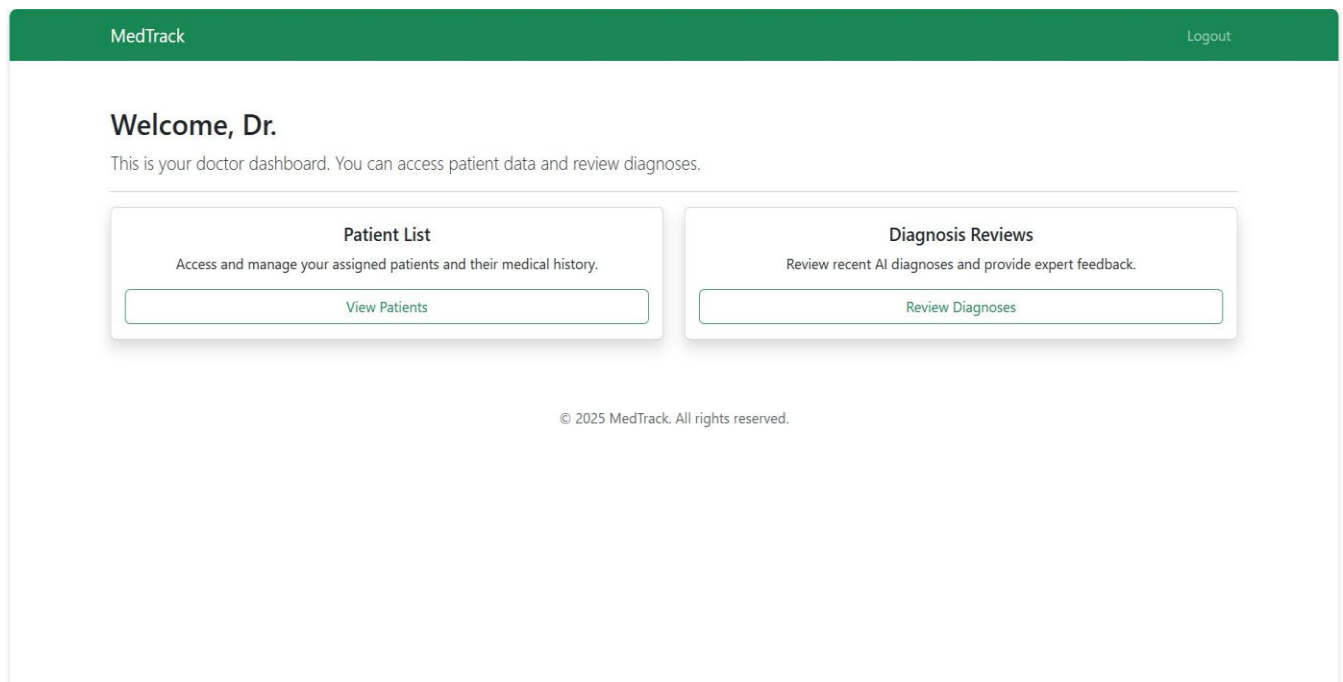 MedTrack
Logout
Welcome, Dr.
This is your doctor dashboard. You can access patient data and review diagnoses.
Patient List
Access and manage your assigned patients and their medical history.
View Patients
Diagnosis Reviews
Review recent AI diagnoses and provide expert feedback.
Review Diagnoses
© 2025 MedTrack. All rights reserved.